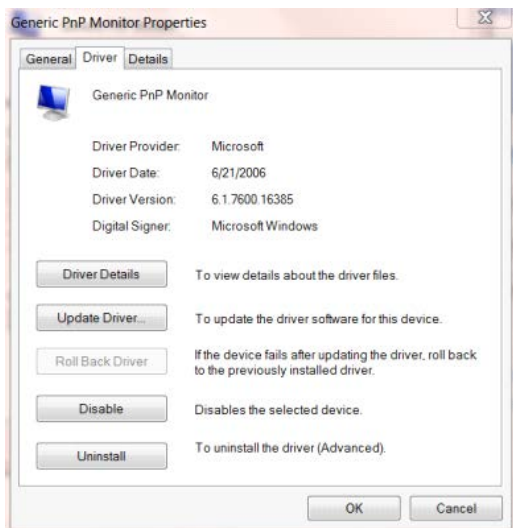 Generic PnP Monitor Properties
General Driver Details
Generic PnP Monitor
Driver Provider: Microsoft
Driver Date: 6/21/2006
Driver Version: 6.1.7600.16385
Digital Signer: Microsoft Windows
Driver Details To view details about the driver files.
Update Driver... To update the driver software for this device.
Roll Back Driver If the device fails after updating the driver, roll back
to the previously installed driver.
Disable Disables the selected device.
Uninstall To uninstall the driver (Advanced).
OK Cancel